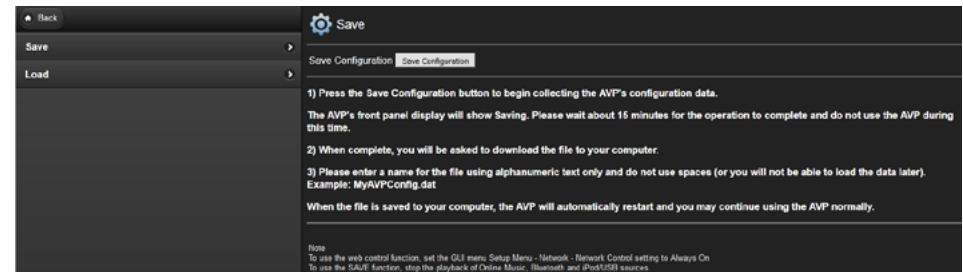 Back
Save
Load
Save
Save Configuration Save Configuration
1) Press the Save Configuration button to begin collecting the AVP's configuration data.
The AVP's front panel display will show Saving. Please wait about 15 minutes for the operation to complete and do not use the AVP during
this time.
2) When complete, you will be asked to download the file to your computer.
3) Please enter a name for the file using alphanumeric text only and do not use spaces (or you will not be able to load the data later).
Example: MyAVPConfig.dat
When the file is saved to your computer, the AVP will automatically restart and you may continue using the AVP normally.
Note
To use the web control function, set the GUI menu Setup Menu - Network - Network Control setting to Always On
To use the SAVE function, stop the playback of Online Music, Bluetooth and iPod/USB sources